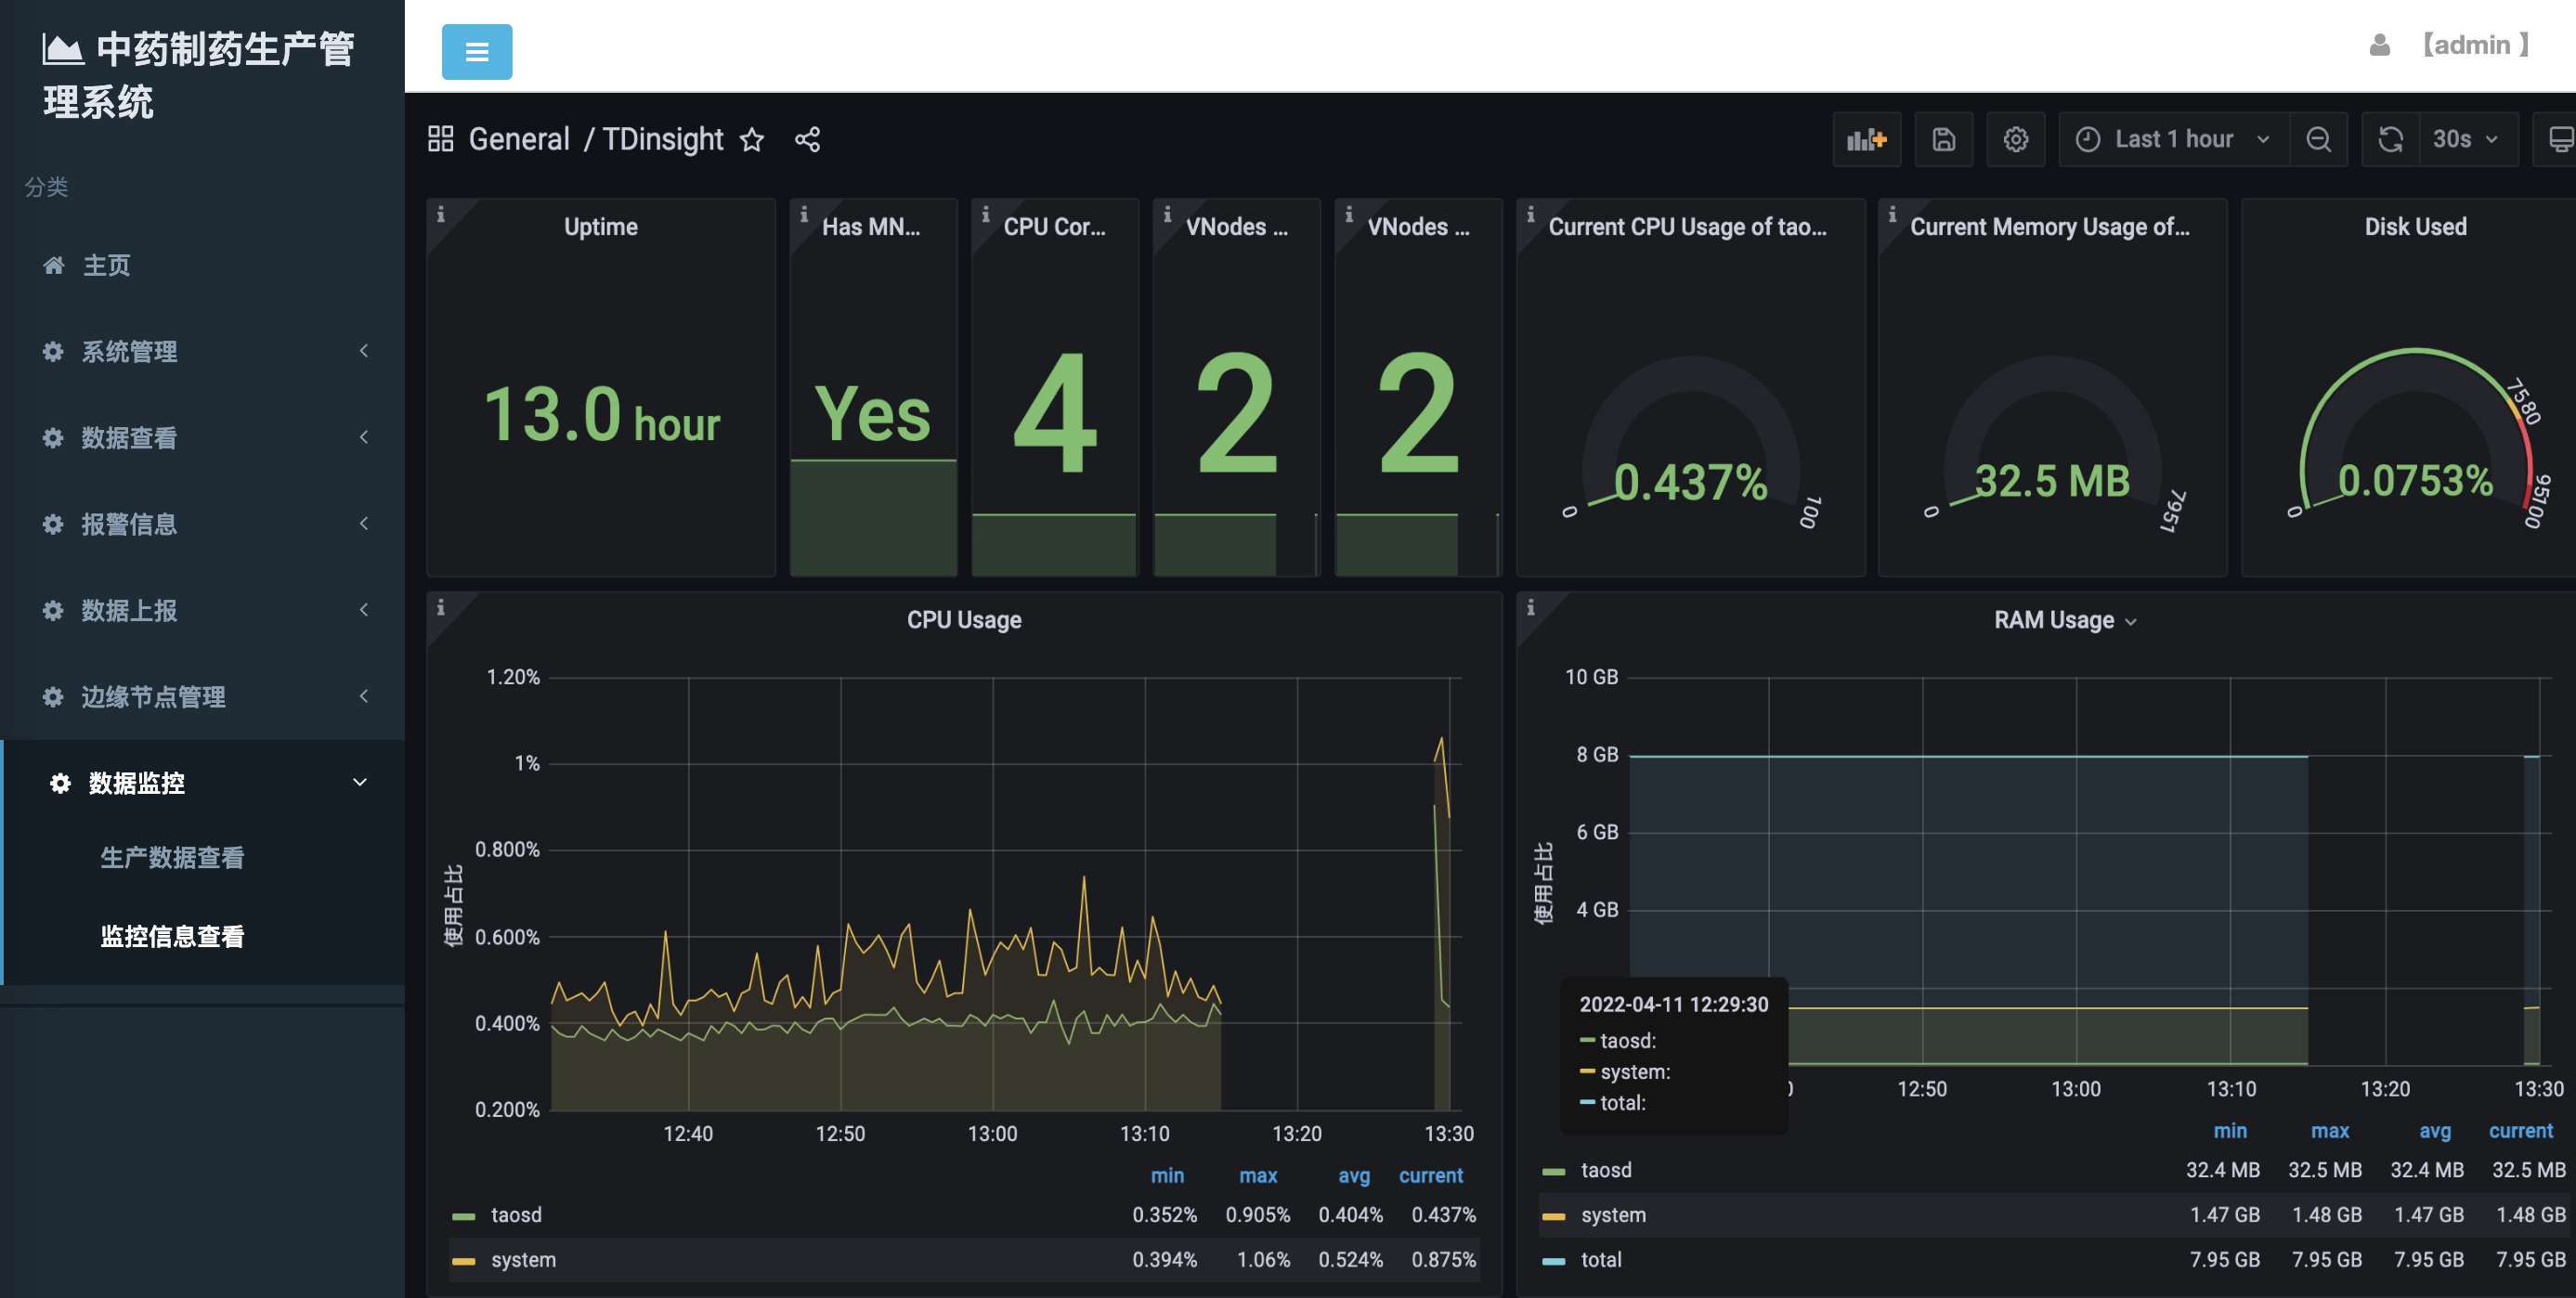 中药制药生产管
理系统
分类
主页
系统管理
数据查看
报警信息
数据上报
边缘节点管理
数据监控
生产数据查看
监控信息查看
【admin 】
General / TDinsight
Last 1 hour
30s
Uptime
13.0 hour
Has MN...
Yes
CPU Cor...
4
VNodes ...
2
VNodes ...
2
Current CPU Usage of tao...
0.437%
0
100
Current Memory Usage of...
32.5 MB
0
7951
Disk Used
0.0753%
0
7580
95100
CPU Usage
使用占比
1.20%
1%
0.800%
0.600%
0.400%
0.200%
12:40 12:50 13:00 13:10 13:20 13:30
min max avg current
taosd 0.352% 0.905% 0.404% 0.437%
system 0.394% 1.06% 0.524% 0.875%
RAM Usage
使用占比
10 GB
8 GB
6 GB
4 GB
2022-04-11 12:29:30
taosd:
system:
total:
0 12:50 13:00 13:10 13:20 13:30
min max avg current
taosd 32.4 MB 32.5 MB 32.4 MB 32.5 MB
system 1.47 GB 1.48 GB 1.47 GB 1.48 GB
total 7.95 GB 7.95 GB 7.95 GB 7.95 GB